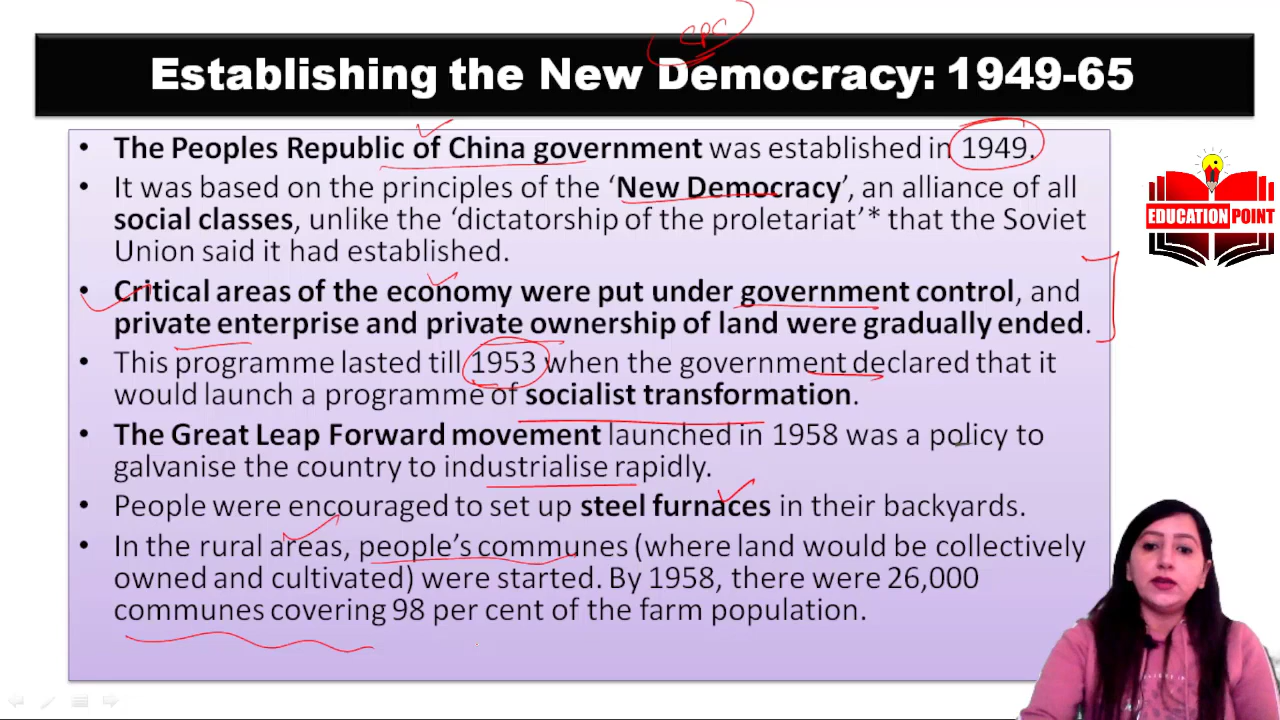 CPC
Establishing the New Democracy: 1949-65
• The Peoples Republic of China government was established in 1949.
• It was based on the principles of the ‘New Democracy’, an alliance of all
social classes, unlike the ‘dictatorship of the proletariat’* that the Soviet
Union said it had established.
• Critical areas of the economy were put under government control, and
private enterprise and private ownership of land were gradually ended.
• This programme lasted till 1953 when the government declared that it
would launch a programme of socialist transformation.
• The Great Leap Forward movement launched in 1958 was a policy to
galvanise the country to industrialise rapidly.
• People were encouraged to set up steel furnaces in their backyards.
• In the rural areas, people’s communes (where land would be collectively
owned and cultivated) were started. By 1958, there were 26,000
communes covering 98 per cent of the farm population.
EDUCATION POINT